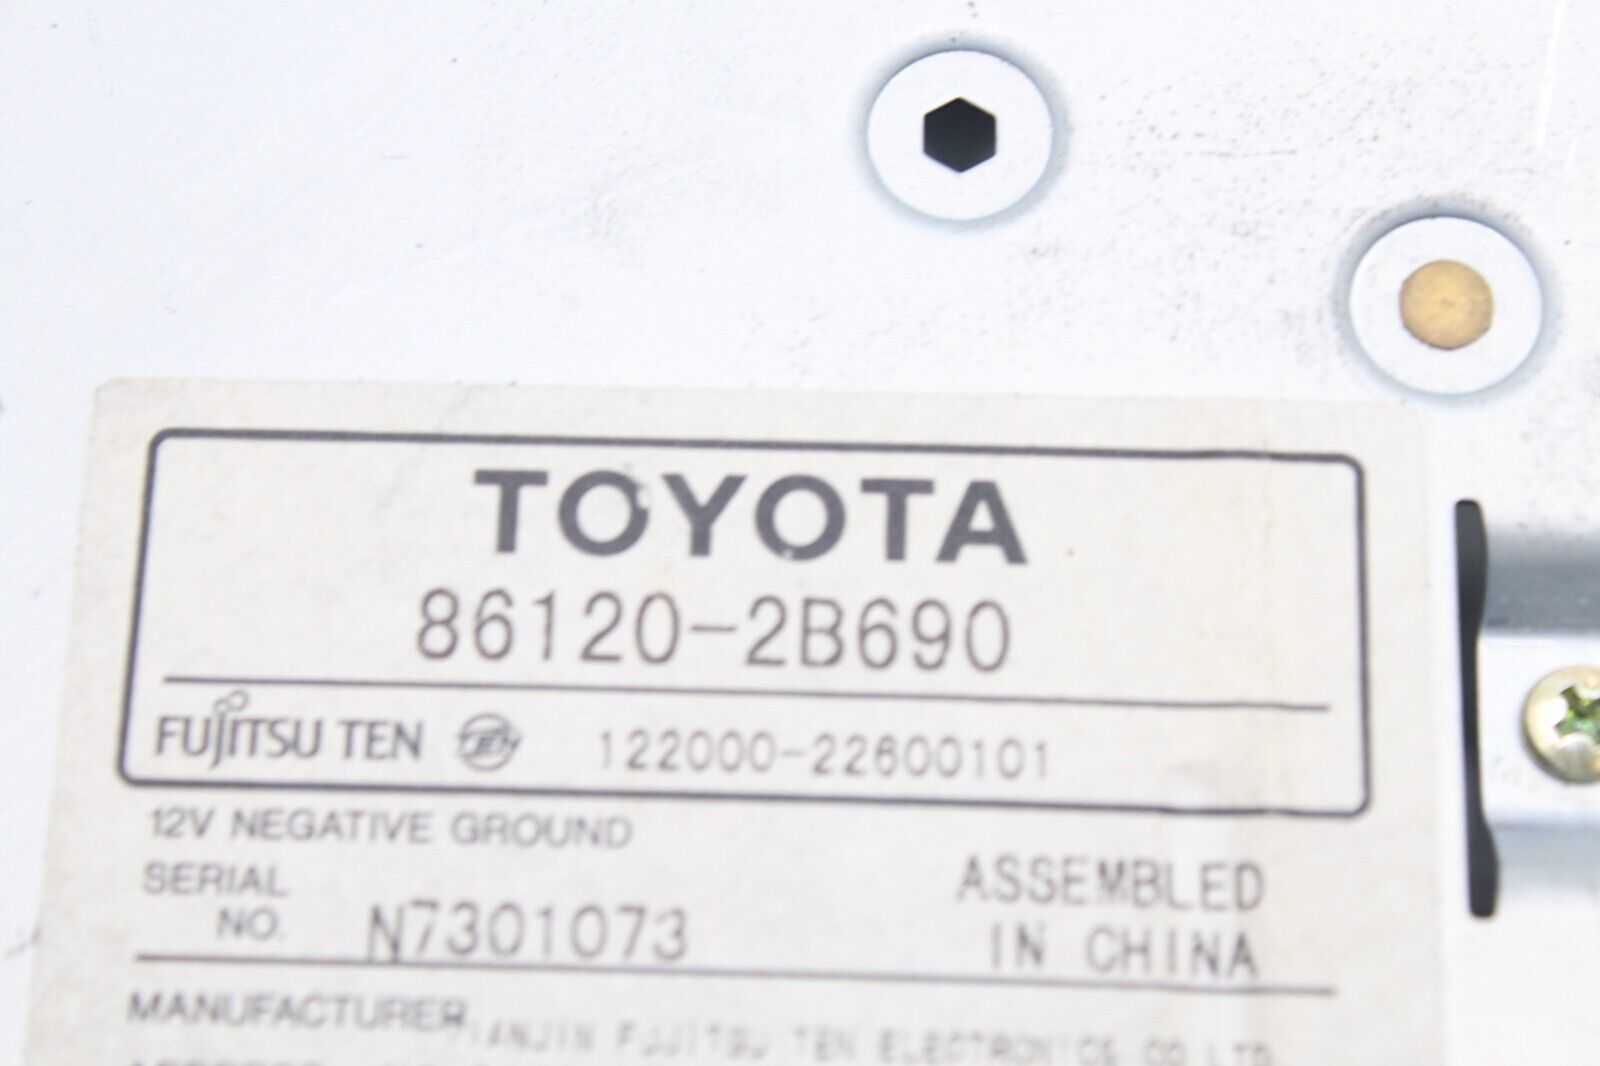 TOYOTA
86120-2B690
FUJITSU TEN TEN 122000-22600101
12V NEGATIVE GROUND
SERIAL
NO. N7301073
ASSEMBLED
IN CHINA
MANUFACTURER TIANJIN FUJITSU TEN ELECTRONICS CO LTD